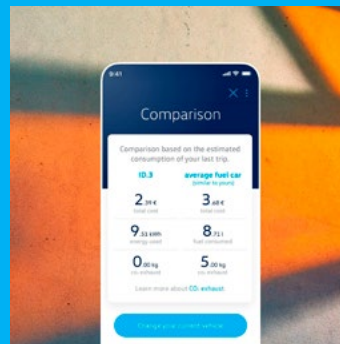 9:41
Comparison
Comparison based on the estimated
consumption of your last trip.
ID.3 average fuel car
(similar to yours)
2 ,39 € 3 ,68 €
total cost total cost
9 ,55 kWh 8 ,71 l
energy used fuel consumed
0 ,00 kg 5 ,00 kg
co₂ exhaust co₂ exhaust
Learn more about CO₂ exhaust
Change your current vehicle